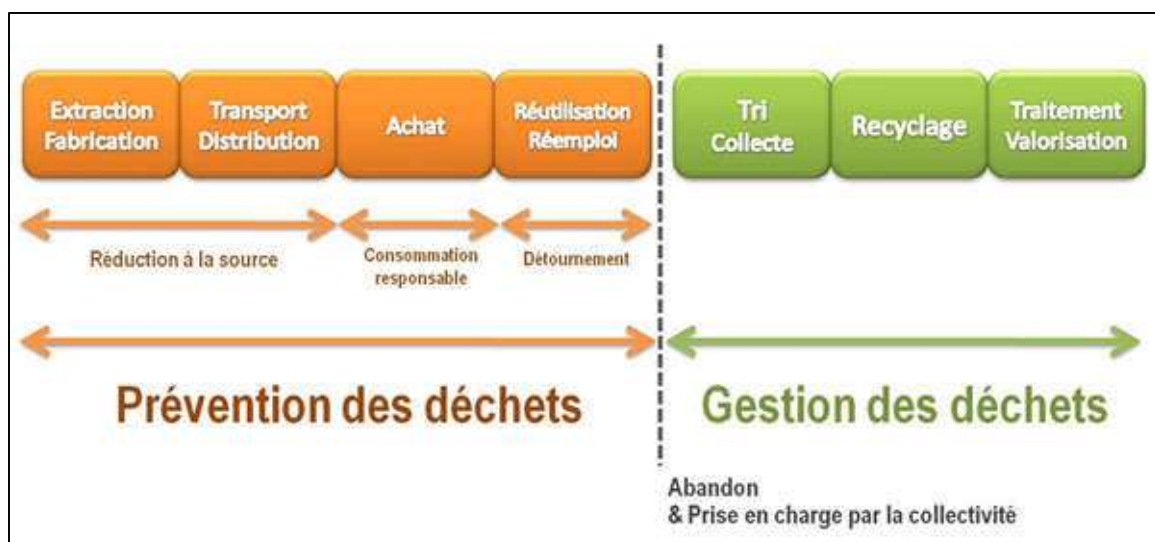 Extraction
Fabrication
Transport
Distribution
Achat
Réutilisation
Réemploi
Tri
Collecte
Recyclage
Traitement
Valorisation
Réduction à la source
Consommation
responsable
Détournement
Prévention des déchets
Gestion des déchets
Abandon
& Prise en charge par la collectivité